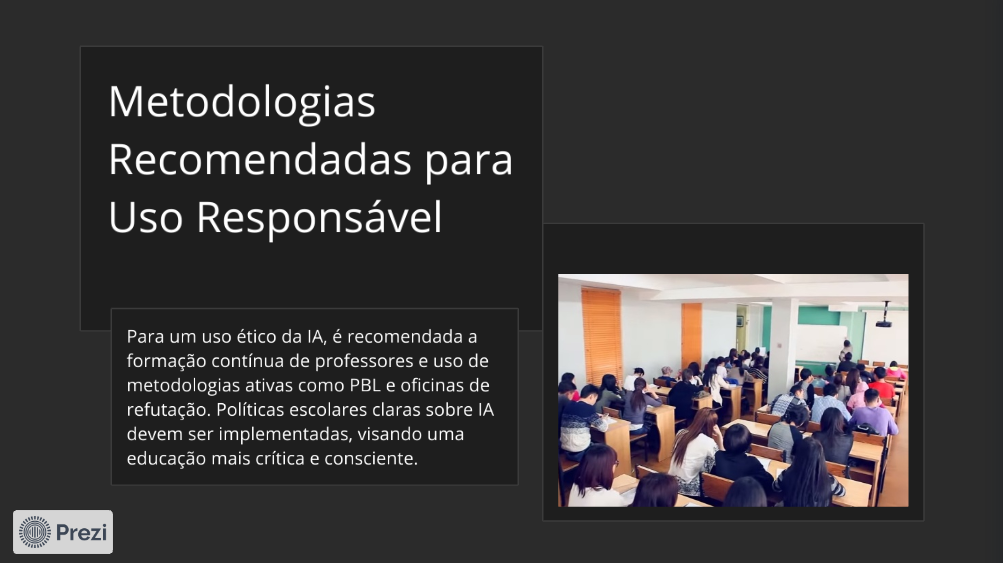 Metodologias
Recomendadas para
Uso Responsável
Para um uso ético da IA, é recomendada a
formação contínua de professores e uso de
metodologias ativas como PBL e oficinas de
refutação. Políticas escolares claras sobre IA
devem ser implementadas, visando uma
educação mais crítica e consciente.
Prezi